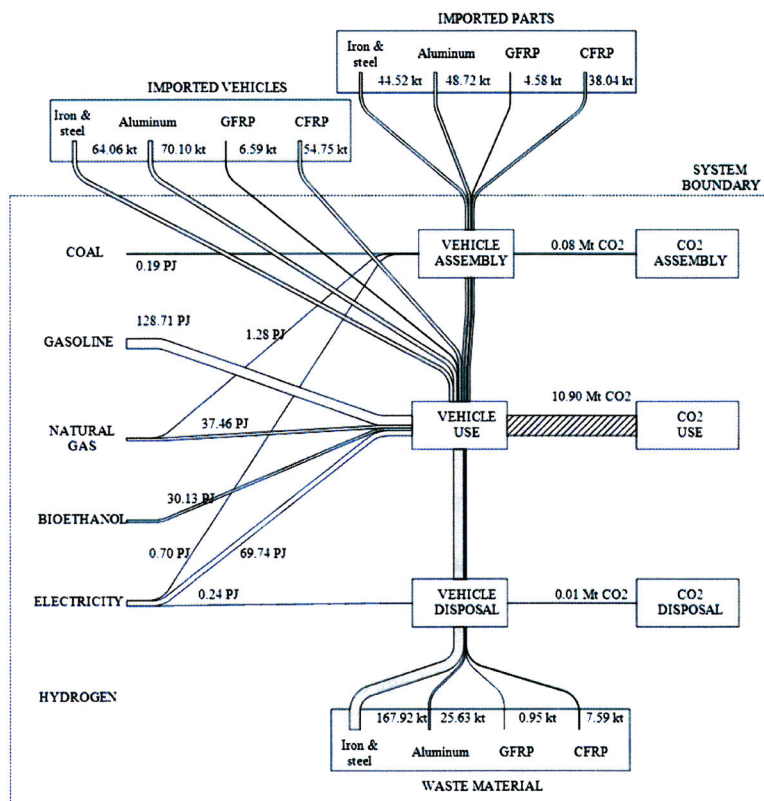 IMPORTED PARTS
Iron &
steel
Aluminum
GFRP
CFRP
44.52 kt
48.72 kt
4.58 kt
38.04 kt
IMPORTED VEHICLES
Iron &
steel
Aluminum
GFRP
CFRP
64.06 kt
70.10 kt
6.59 kt
54.75 kt
SYSTEM
BOUNDARY
COAL
0.19 PJ
VEHICLE
ASSEMBLY
0.08 Mt CO2
CO2
ASSEMBLY
128.71 PJ
1.28 PJ
GASOLINE
10.90 Mt CO2
VEHICLE
USE
CO2
USE
NATURAL
GAS
37.46 PJ
30.13 PJ
BIOETHANOL
0.70 PJ
69.74 PJ
ELECTRICITY
0.24 PJ
VEHICLE
DISPOSAL
0.01 Mt CO2
CO2
DISPOSAL
HYDROGEN
167.92 kt
25.63 kt
0.95 kt
7.59 kt
Iron &
steel
Aluminum
GFRP
CFRP
WASTE MATERIAL